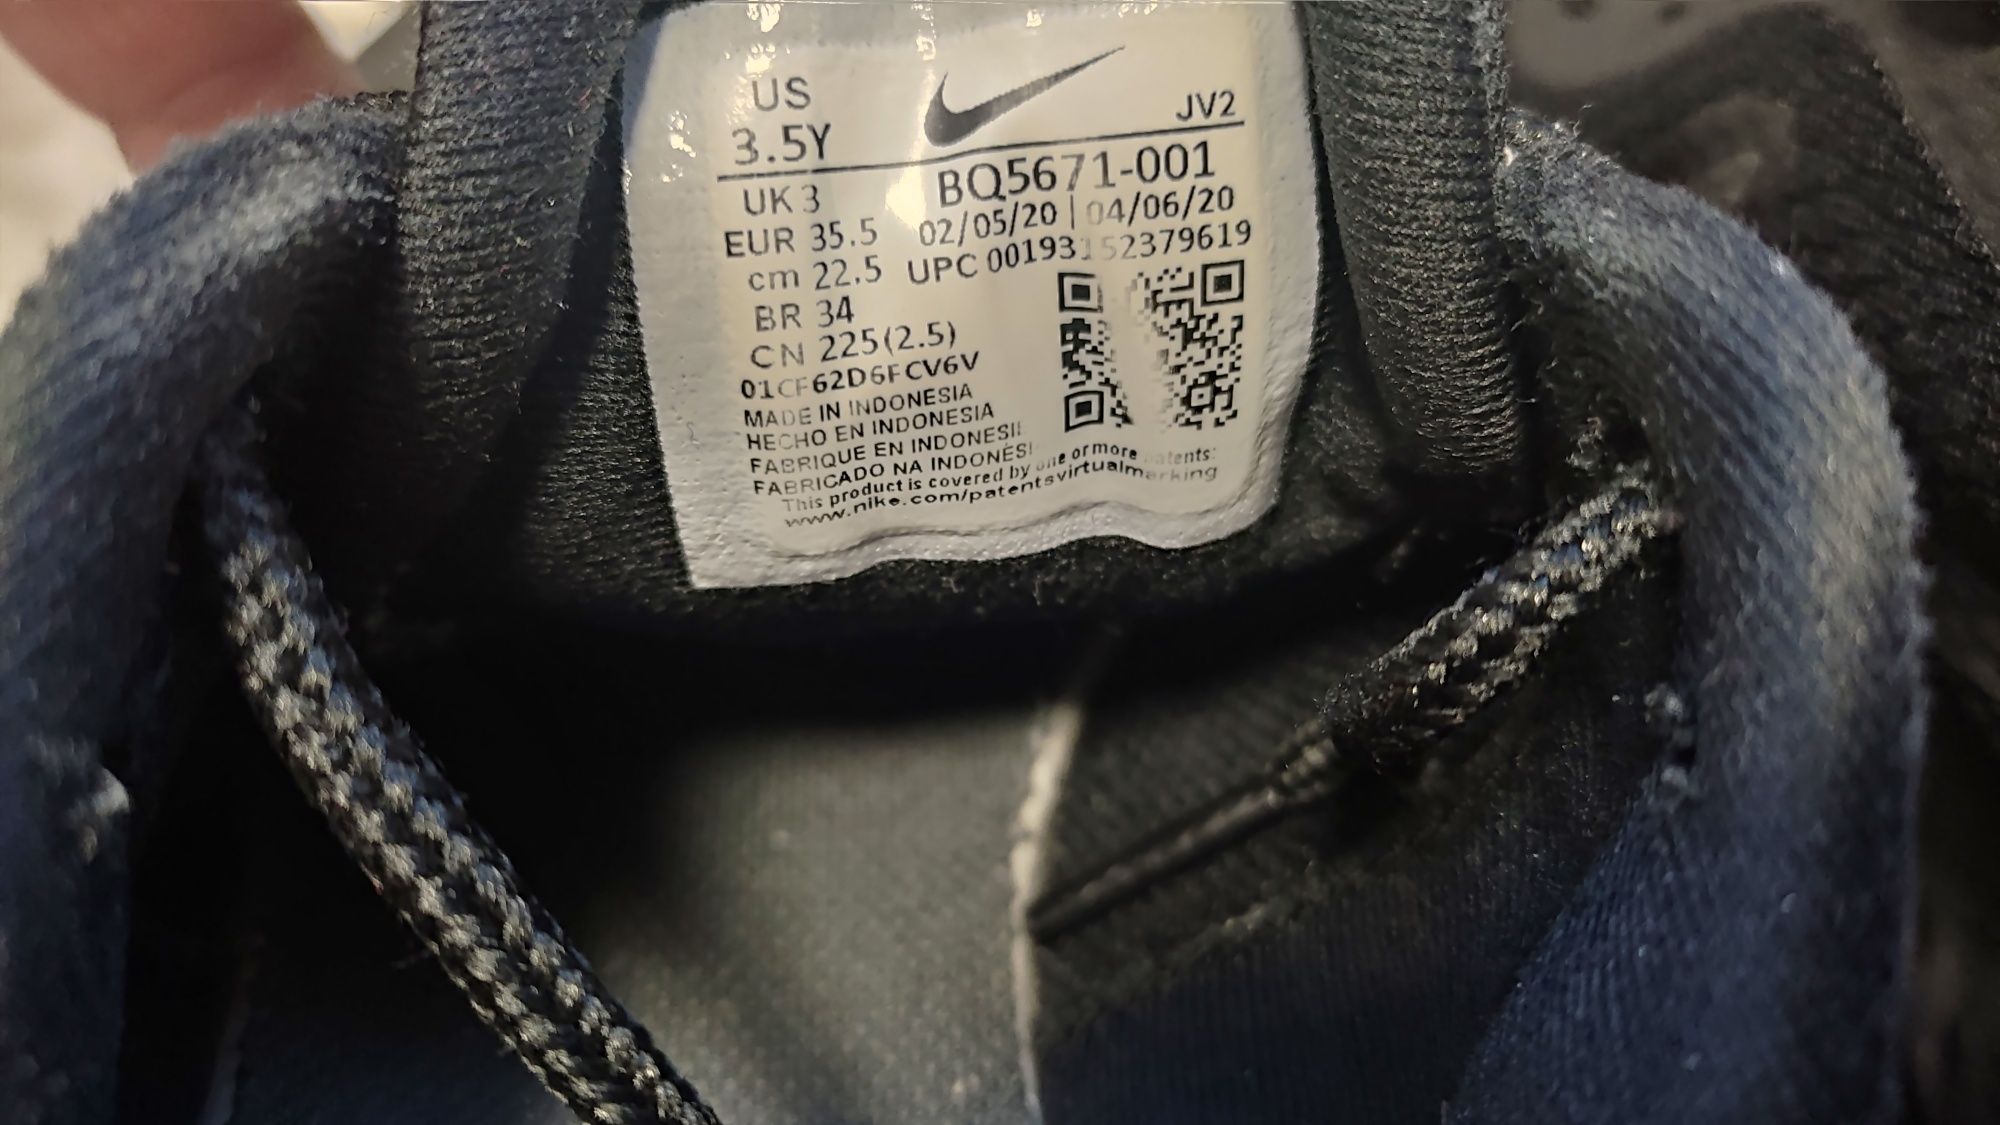 US
3.5Y
JV2
UK 3
BQ5671-001
EUR 35.5
02/05/20 | 04/06/20
cm 22.5
UPC 00193152379619
BR 34
CN 225(2.5)
01CF62D6FCV6V
MADE IN INDONESIA
HECHO EN INDONESIA
FABRIQUE EN INDONESI
FABRICADO NA INDONÉSI
This product is covered by one or more patents:
www.nike.com/patentsvirtualmarking